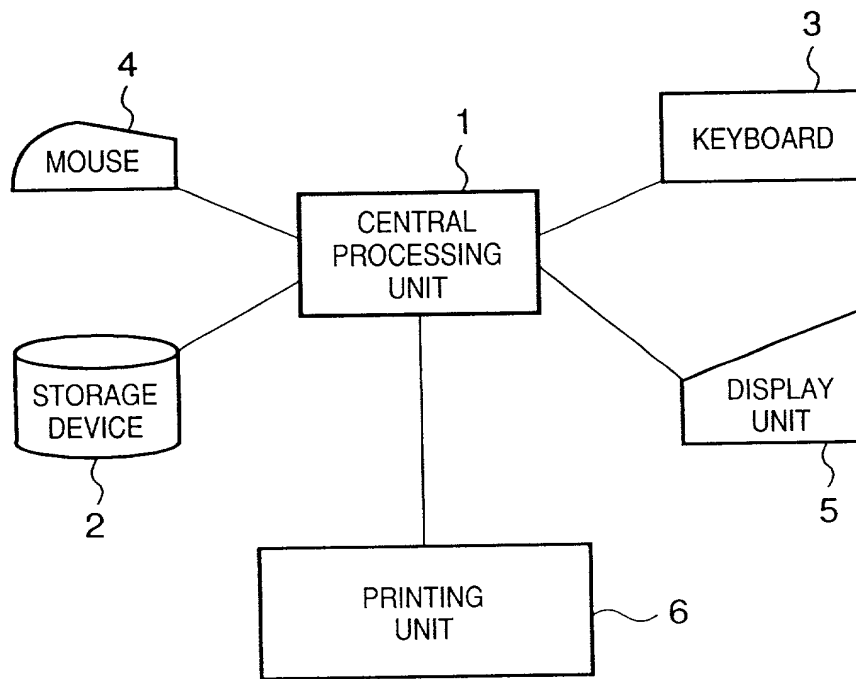 4
MOUSE
1
CENTRAL
PROCESSING
UNIT
3
KEYBOARD
STORAGE
DEVICE
2
DISPLAY
UNIT
5
PRINTING
UNIT
6